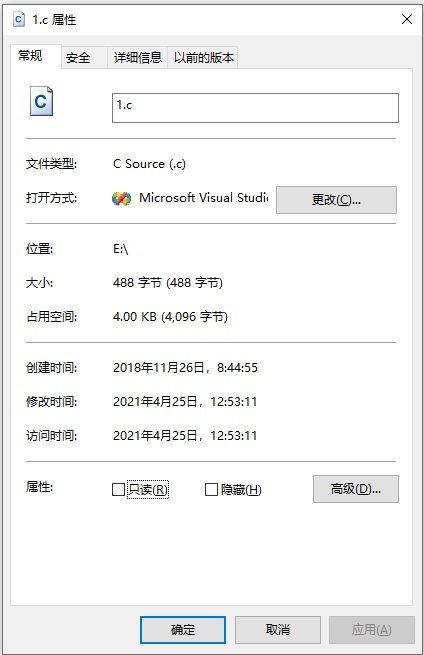 1.c 属性
常规 安全 详细信息 以前的版本
C
1.c
文件类型: C Source (.c)
打开方式: Microsoft Visual Studi 更改(C)...
位置: E:\
大小: 488 字节 (488 字节)
占用空间: 4.00 KB (4,096 字节)
创建时间: 2018年11月26日，8:44:55
修改时间: 2021年4月25日，12:53:11
访问时间: 2021年4月25日，12:53:11
属性: 只读(R) 隐藏(H) 高级(D)...
确定 取消 应用(A)